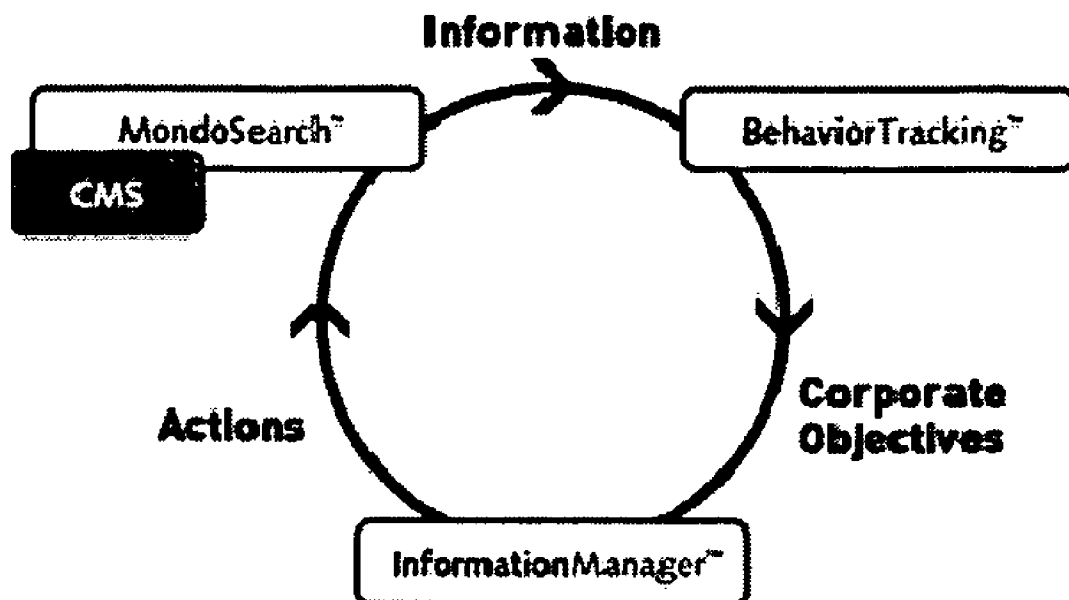 Information
MondoSearch™
BehaviorTracking™
CMS
Actions
Corporate
Objectives
InformationManager™